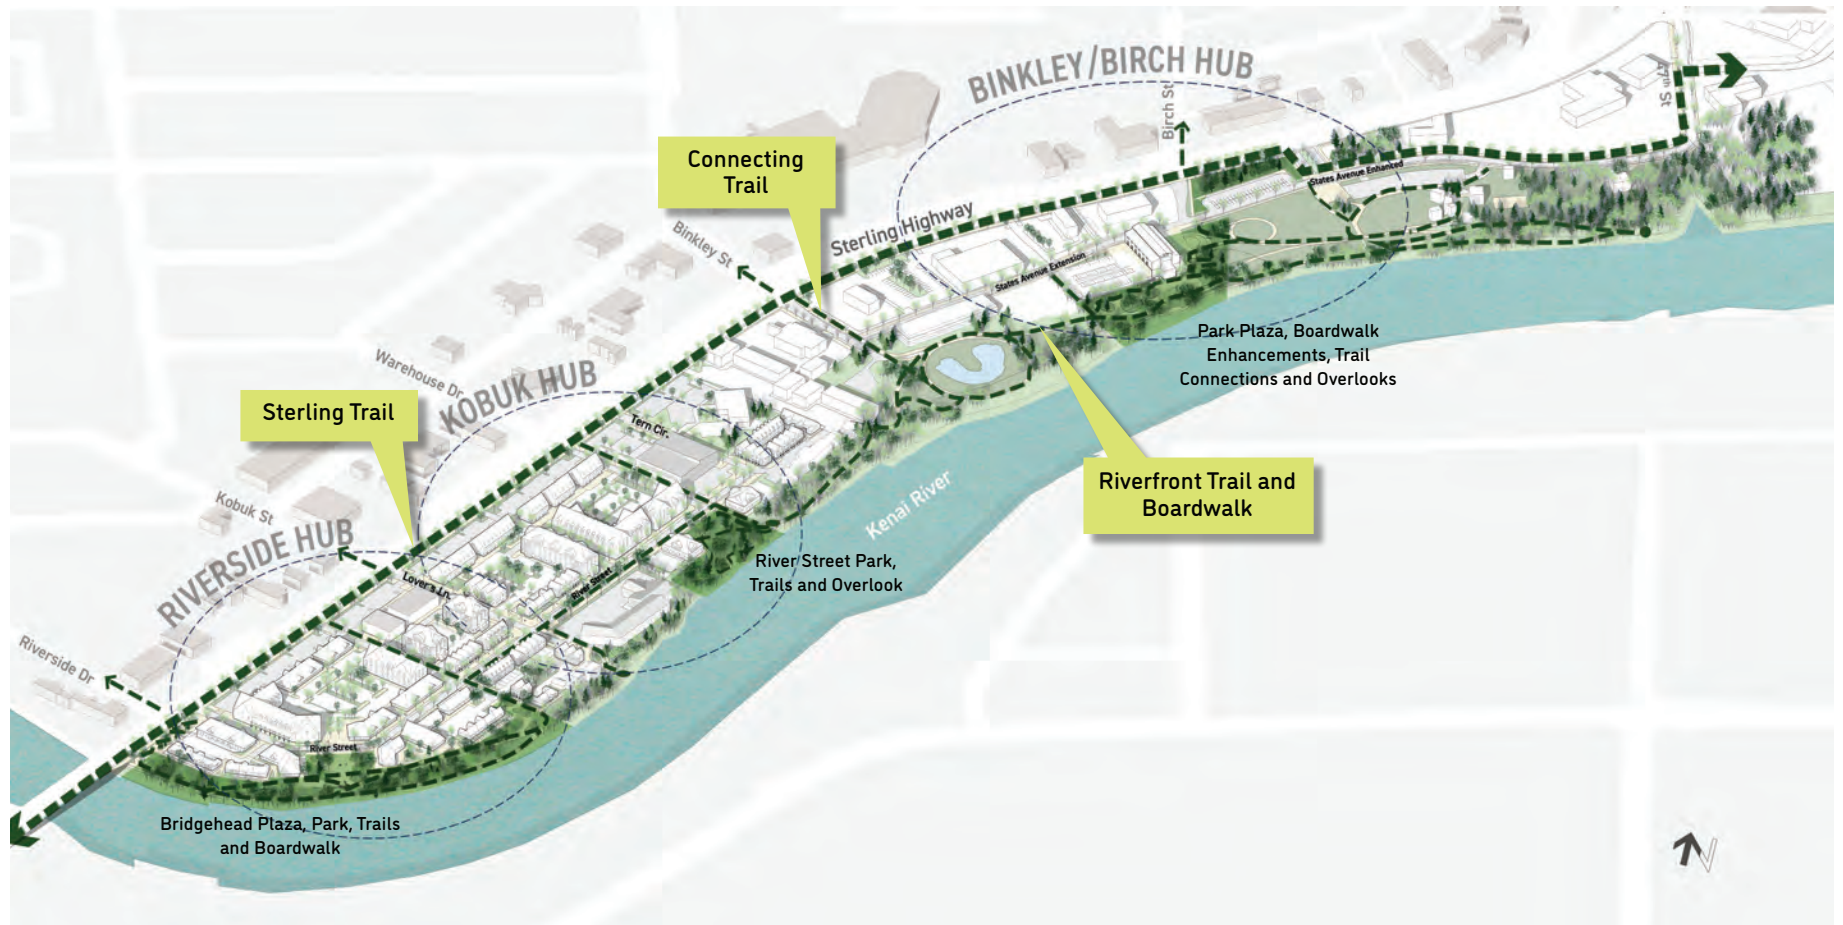 BINKLEY/BIRCH HUB
Birch St
47th St
Connecting
Trail
States Avenue Enhanced
Sterling Highway
Binkley St
States Avenue Extension
Park Plaza, Boardwalk
Enhancements, Trail
Connections and Overlooks
Warehouse Dr
KOBUK HUB
Sterling Trail
Tern Cir.
Riverfront Trail and
Boardwalk
Kenai River
Kobuk St
RIVERSIDE HUB
River Street Park,
Trails and Overlook
Lover's Ln.
River Street
Riverside Dr
River Street
Bridgehead Plaza, Park, Trails
and Boardwalk
N